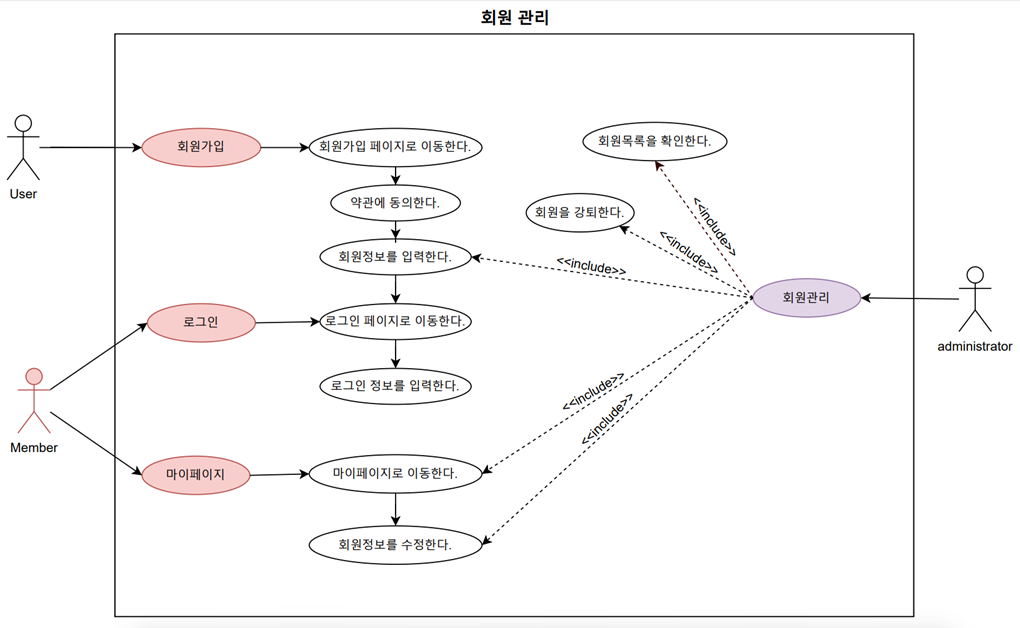 회원 관리
회원가입
회원가입 페이지로 이동한다.
회원목록을 확인한다.
User
약관에 동의한다.
회원을 강퇴한다.
<<include>>
<<include>>
회원정보를 입력한다.
<<include>>
회원관리
로그인
로그인 페이지로 이동한다.
administrator
로그인 정보를 입력한다.
<<include>>
<<include>>
Member
마이페이지
마이페이지로 이동한다.
회원정보를 수정한다.